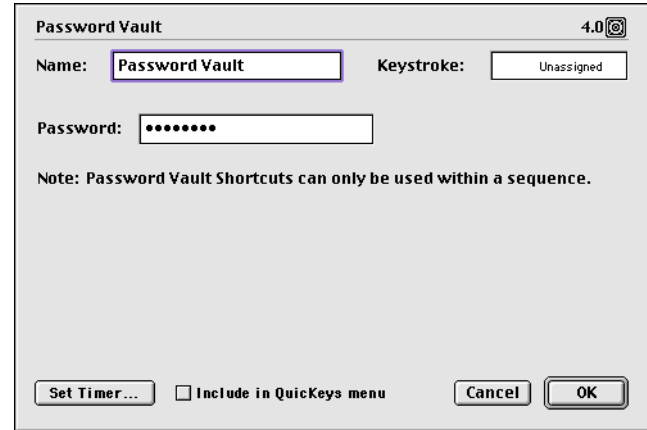 Password Vault 4.0
Name: Password Vault Keystroke: Unassigned
Password: ••••••••
Note: Password Vault Shortcuts can only be used within a sequence.
Set Timer... Include in QuicKeys menu Cancel OK